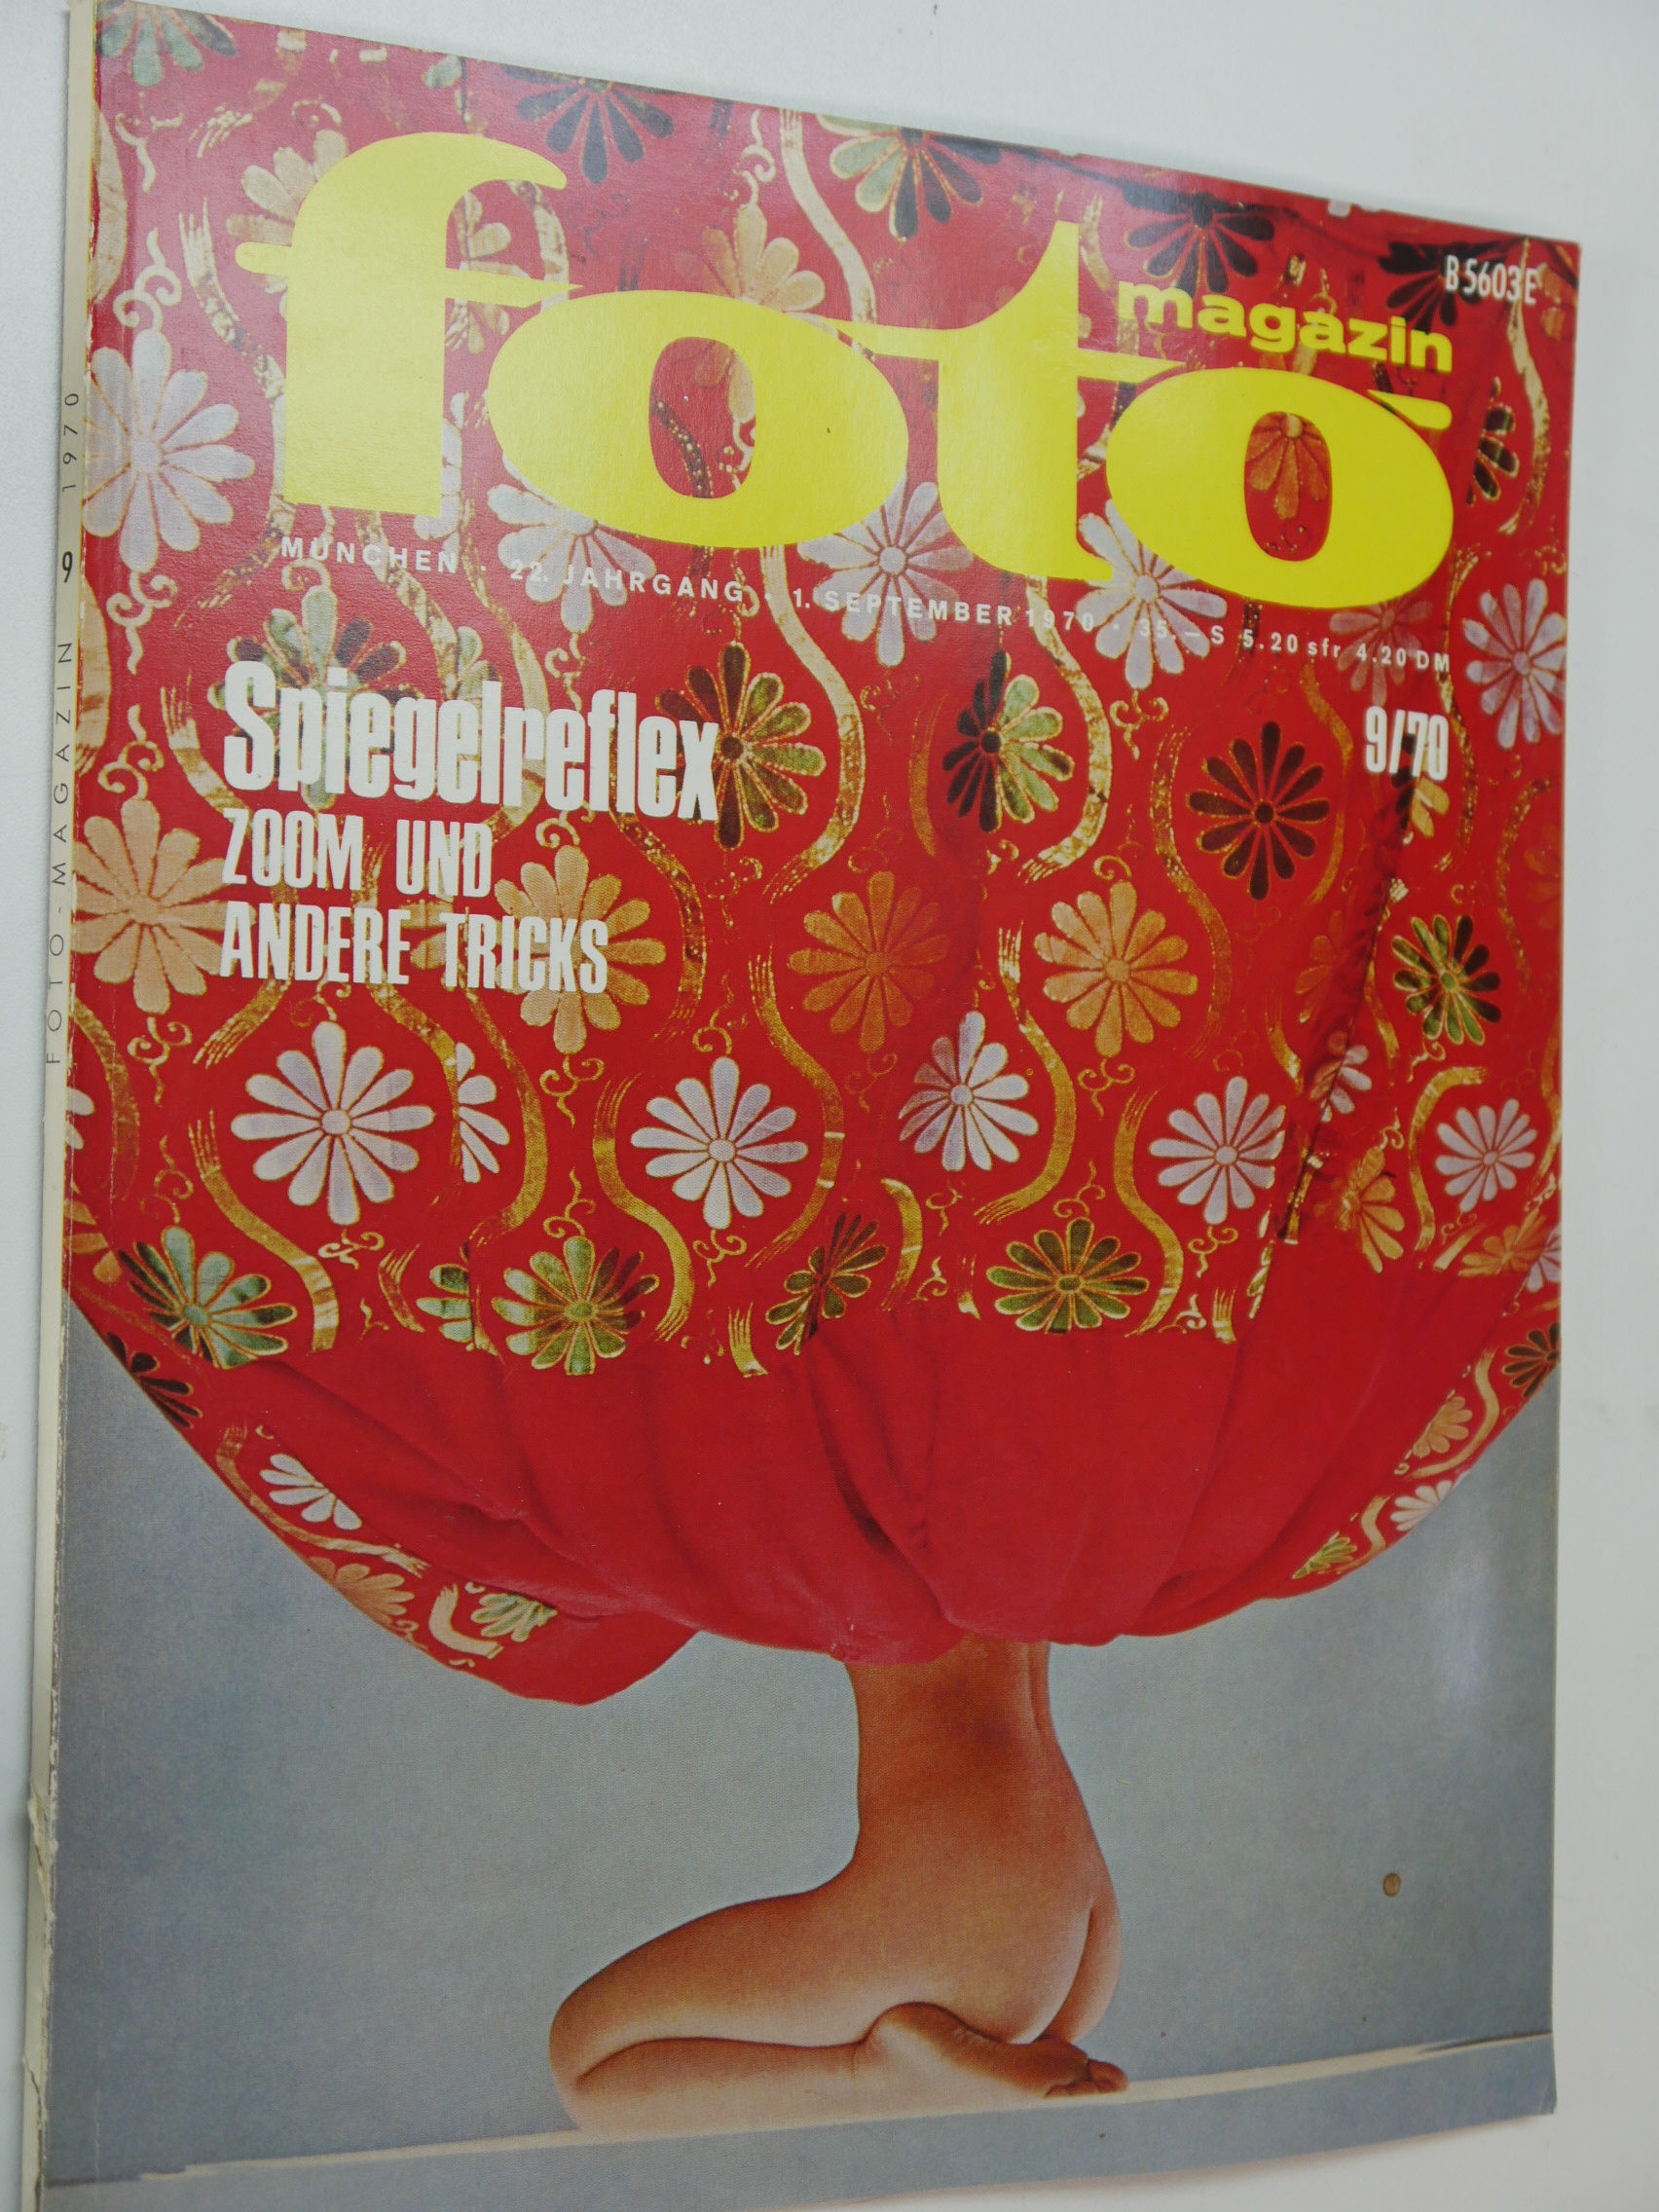 B 5603 E
foto
magazin
MÜNCHEN · 22. JAHRGANG · 1. SEPTEMBER 1970 · 35.— S 5.20 sfr 4.20 DM
9/70
Spiegelreflex
ZOOM UND
ANDERE TRICKS
FOTO-MAGAZIN 9 1970